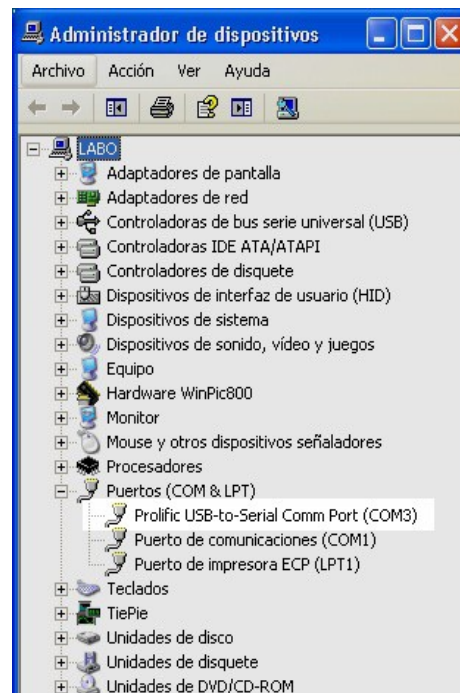 Administrador de dispositivos
Archivo Acción Ver Ayuda
LABO
Adaptadores de pantalla
Adaptadores de red
Controladoras de bus serie universal (USB)
Controladoras IDE ATA/ATAPI
Controladores de disquete
Dispositivos de interfaz de usuario (HID)
Dispositivos de sistema
Dispositivos de sonido, vídeo y juegos
Equipo
Hardware WinPic800
Monitor
Mouse y otros dispositivos señaladores
Procesadores
Puertos (COM & LPT)
Prolific USB-to-Serial Comm Port (COM3)
Puerto de comunicaciones (COM1)
Puerto de impresora ECP (LPT1)
Teclados
TiePie
Unidades de disco
Unidades de disquete
Unidades de DVD/CD-ROM